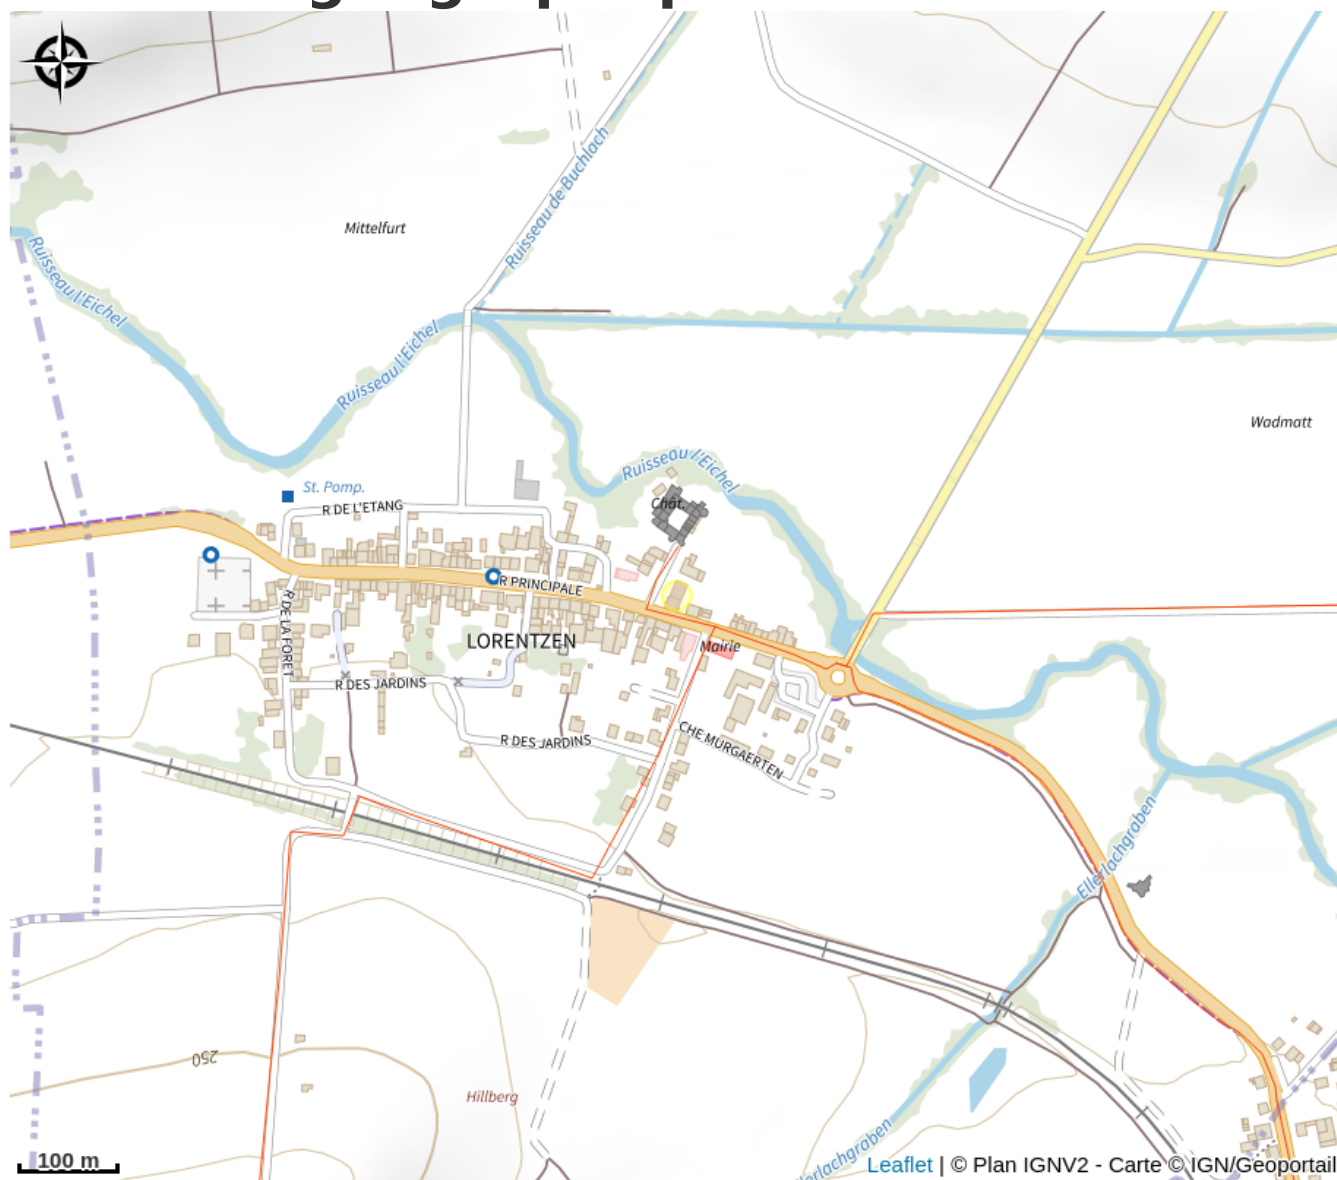 Mittelfurt
Ruisseau de Buchlach
Ruisseau l'Eichel
Ruisseau l'Eichel
Wadmatt
Ruisseau l'Eichel
St. Pomp.
Chât.
R DE L'ETANG
R PRINCIPALE
R DE LA FORET
LORENTZEN
Mairie
R DES JARDINS
R DES JARDINS
CHE MURGAERTEN
Ellerlachgraben
250
Hillberg
100 m
Leaflet | © Plan IGNV2 - Carte © IGN/Geoportail